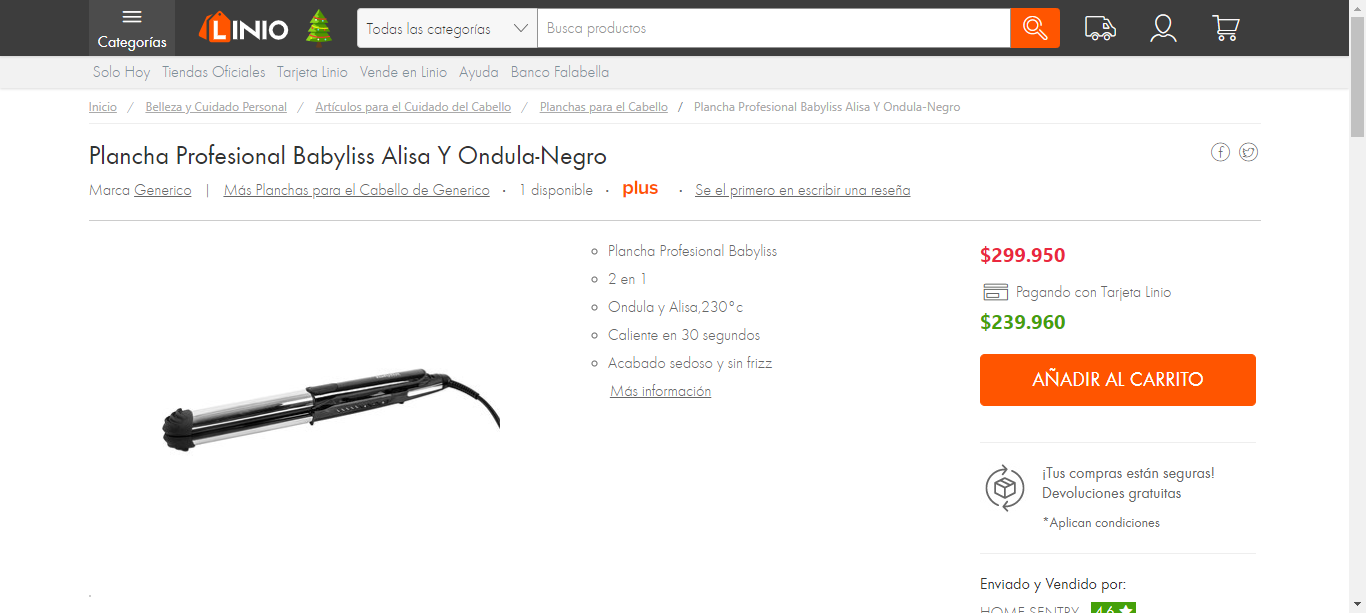 Categorías
LINIO
Todas las categorías
Busca productos
Solo Hoy Tiendas Oficiales Tarjeta Linio Vende en Linio Ayuda Banco Falabella
Inicio / Belleza y Cuidado Personal / Artículos para el Cuidado del Cabello / Planchas para el Cabello / Plancha Profesional Babyliss Alisa Y Ondula-Negro
Plancha Profesional Babyliss Alisa Y Ondula-Negro
Marca Generico | Más Planchas para el Cabello de Generico · 1 disponible · plus · Se el primero en escribir una reseña
Plancha Profesional Babyliss
2 en 1
Ondula y Alisa,230°c
Caliente en 30 segundos
Acabado sedoso y sin frizz
Más información
$299.950
Pagando con Tarjeta Linio
$239.960
AÑADIR AL CARRITO
¡Tus compras están seguras!
Devoluciones gratuitas
*Aplican condiciones
Enviado y Vendido por:
HOME SENTRY 4.6 ★